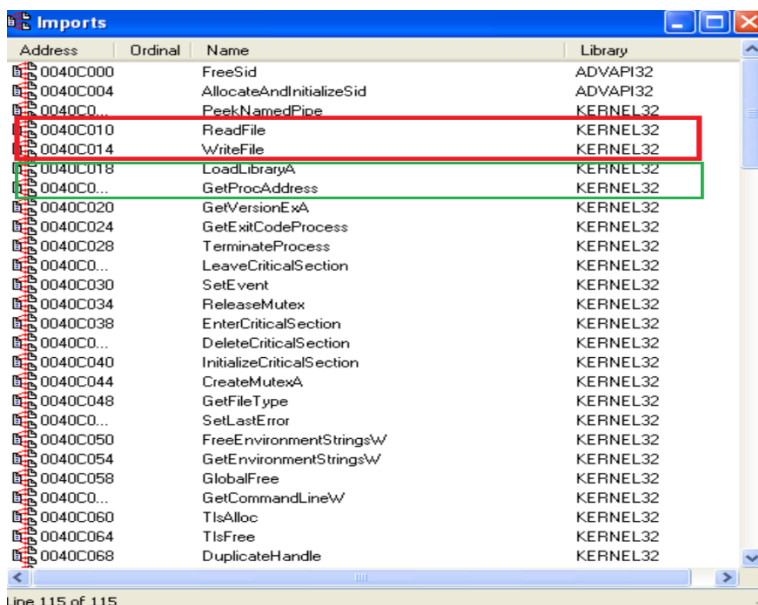 Imports
Address Ordinal Name Library
0040C000 FreeSid ADVAPI32
0040C004 AllocateAndInitializeSid ADVAPI32
0040C0... PeekNamedPipe KERNEL32
0040C010 ReadFile KERNEL32
0040C014 WriteFile KERNEL32
0040C018 LoadLibraryA KERNEL32
0040C0... GetProcAddress KERNEL32
0040C020 GetVersionExA KERNEL32
0040C024 GetExitCodeProcess KERNEL32
0040C028 TerminateProcess KERNEL32
0040C0... LeaveCriticalSection KERNEL32
0040C030 SetEvent KERNEL32
0040C034 ReleaseMutex KERNEL32
0040C038 EnterCriticalSection KERNEL32
0040C0... DeleteCriticalSection KERNEL32
0040C040 InitializeCriticalSection KERNEL32
0040C044 CreateMutexA KERNEL32
0040C048 GetFileType KERNEL32
0040C0... SetLastError KERNEL32
0040C050 FreeEnvironmentStringsW KERNEL32
0040C054 GetEnvironmentStringsW KERNEL32
0040C058 GlobalFree KERNEL32
0040C0... GetCommandLineW KERNEL32
0040C060 TlsAlloc KERNEL32
0040C064 TlsFree KERNEL32
0040C068 DuplicateHandle KERNEL32
Line 115 of 115